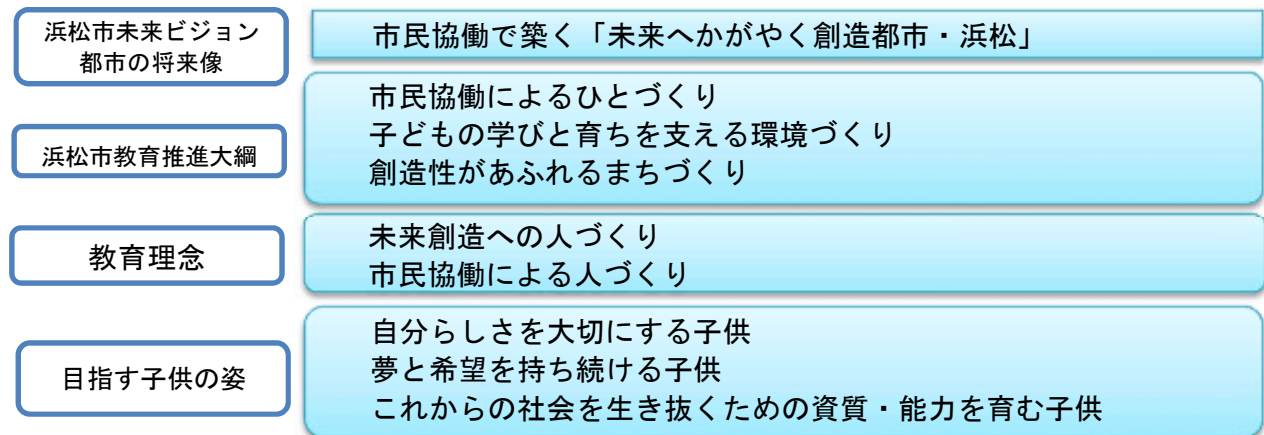 浜松市未来ビジョン
都市の将来像
市民協働で築く「未来へかがやく創造都市・浜松」
浜松市教育推進大綱
市民協働によるひとづくり
子どもの学びと育ちを支える環境づくり
創造性があふれるまちづくり
教育理念
未来創造への人づくり
市民協働による人づくり
目指す子供の姿
自分らしさを大切にする子供
夢と希望を持ち続ける子供
これからの社会を生き抜くための資質・能力を育む子供